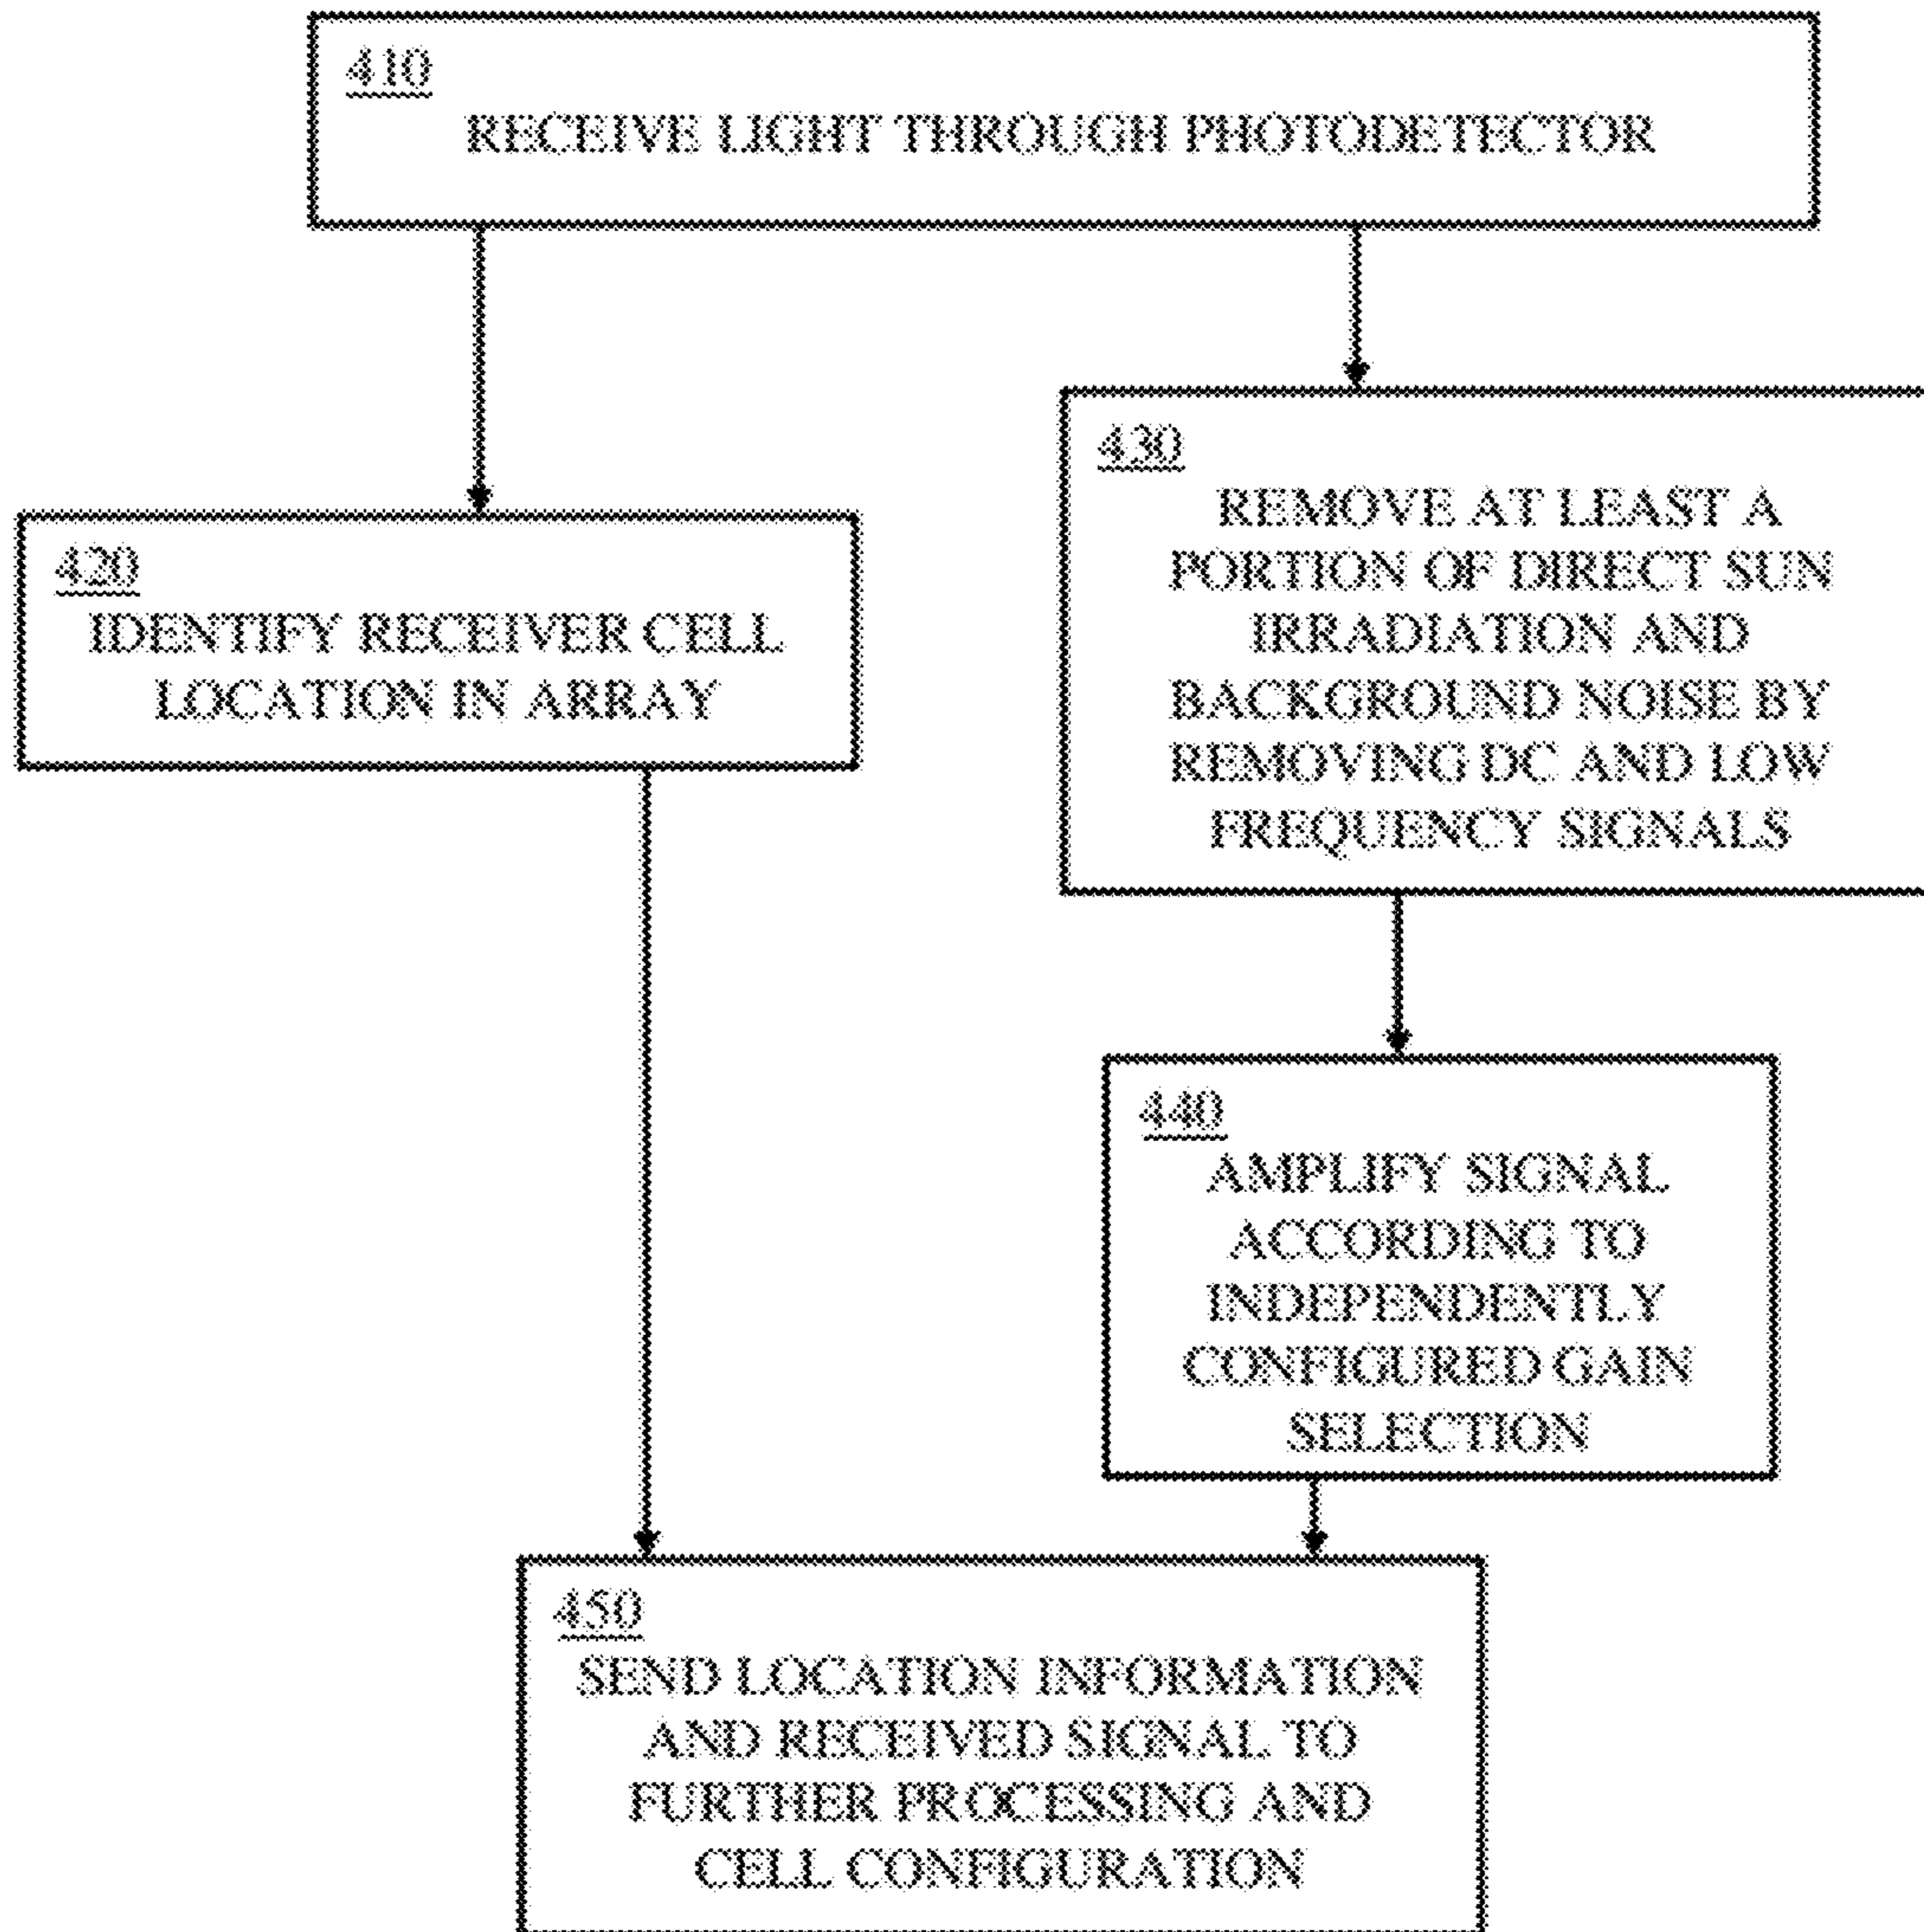 410
RECEIVE LIGHT THROUGH PHOTODETECTOR
420
IDENTIFY RECEIVER CELL
LOCATION IN ARRAY
430
REMOVE AT LEAST A
PORTION OF DIRECT SUN
IRRADIATION AND
BACKGROUND NOISE BY
REMOVING DC AND LOW
FREQUENCY SIGNALS
440
AMPLIFY SIGNAL
ACCORDING TO
INDEPENDENTLY
CONFIGURED GAIN
SELECTION
450
SEND LOCATION INFORMATION
AND RECEIVED SIGNAL TO
FURTHER PROCESSING AND
CELL CONFIGURATION